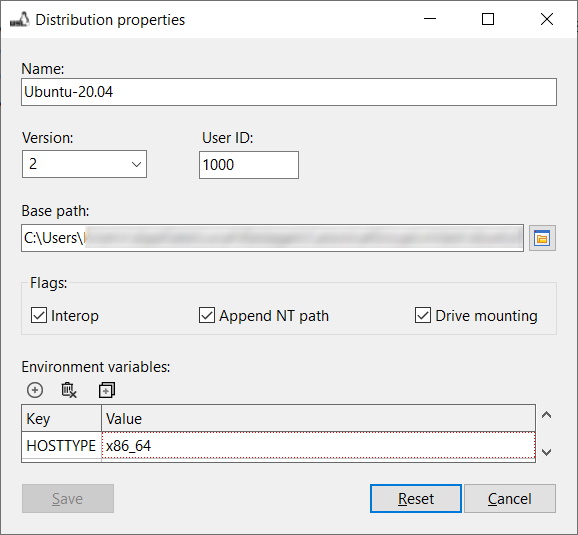 Distribution properties
Name:
Ubuntu-20.04
Version:
User ID:
2
1000
Base path:
C:\Users\
Flags:
Interop
Append NT path
Drive mounting
Environment variables:
Key
Value
HOSTTYPE
x86_64
Save
Reset
Cancel